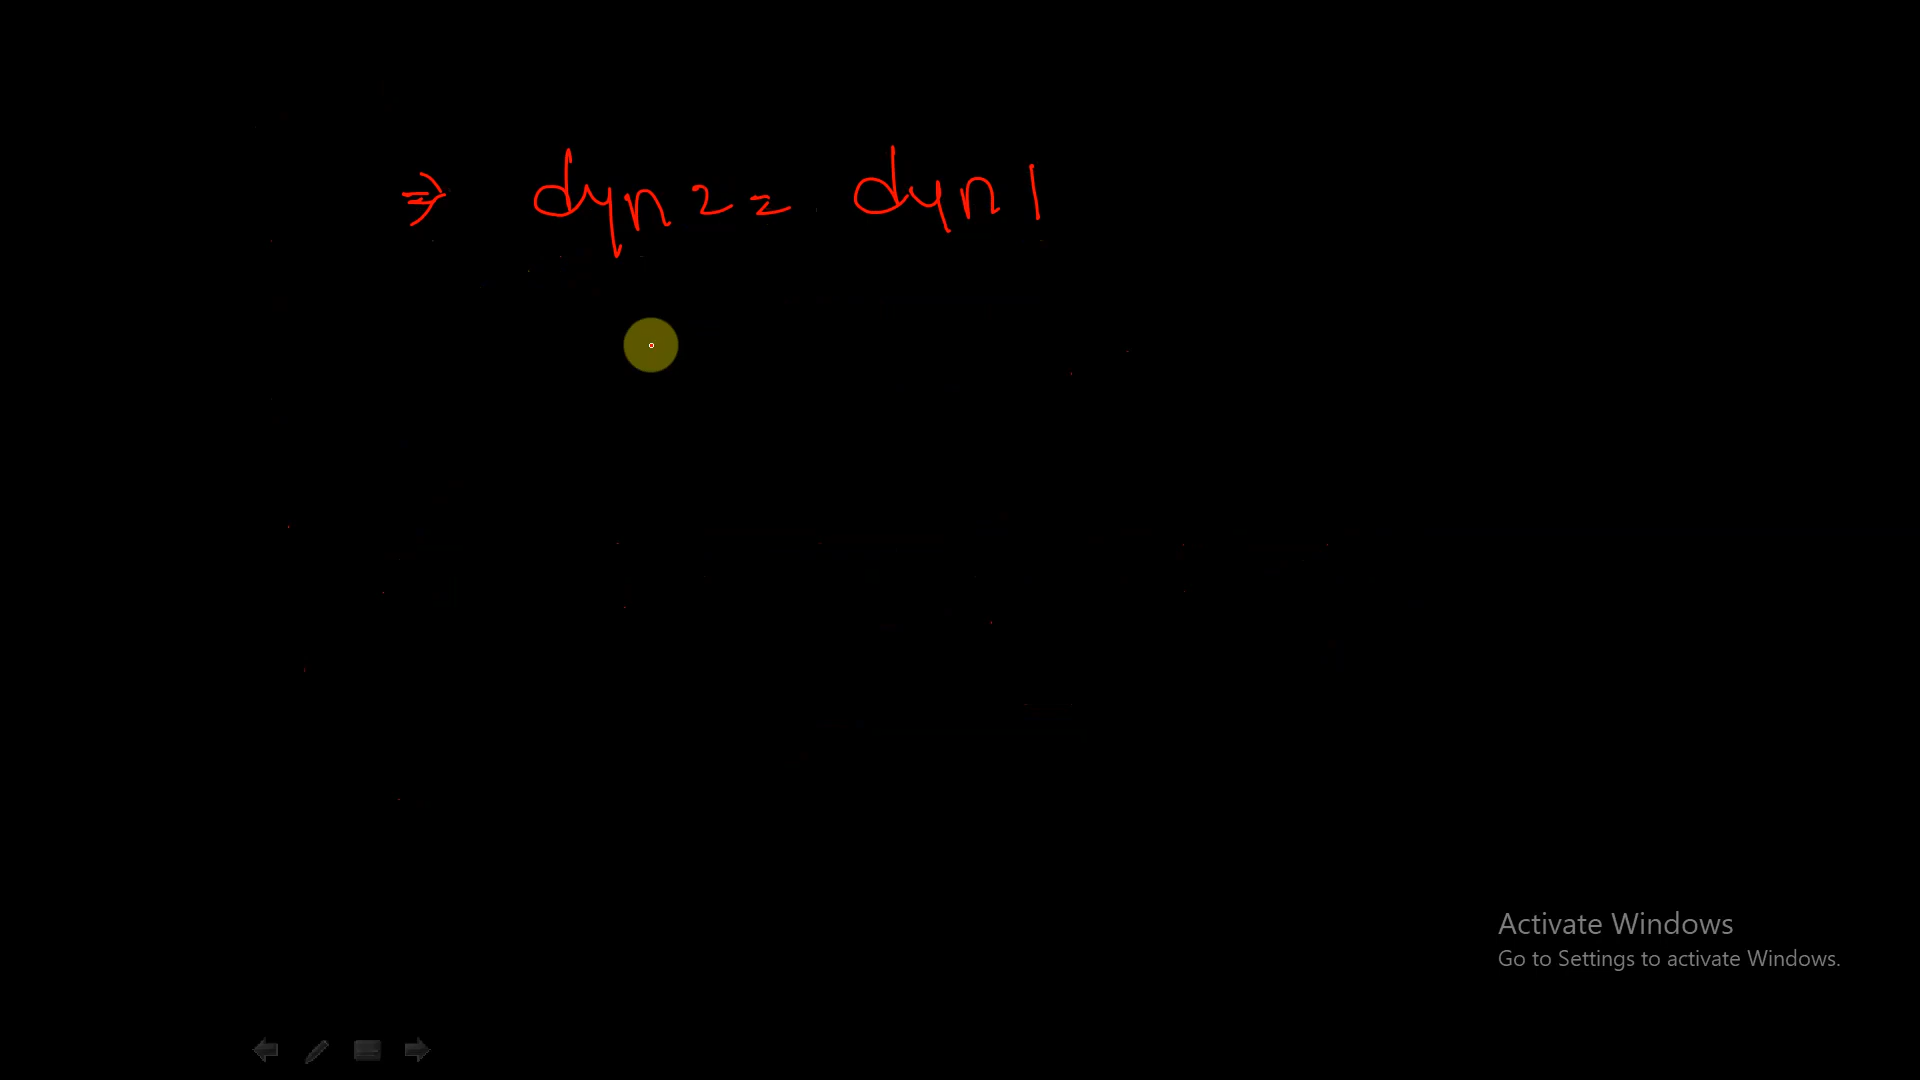 ⇒ dyn2 = dyn1
Activate Windows
Go to Settings to activate Windows.